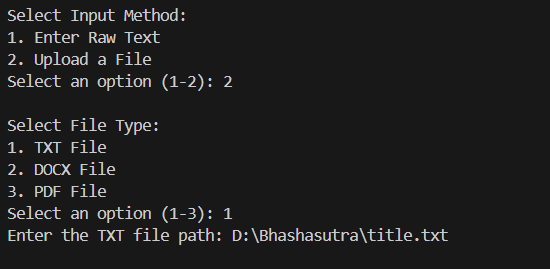 Select Input Method:
1. Enter Raw Text
2. Upload a File
Select an option (1-2): 2

Select File Type:
1. TXT File
2. DOCX File
3. PDF File
Select an option (1-3): 1
Enter the TXT file path: D:\Bhashasutra\title.txt